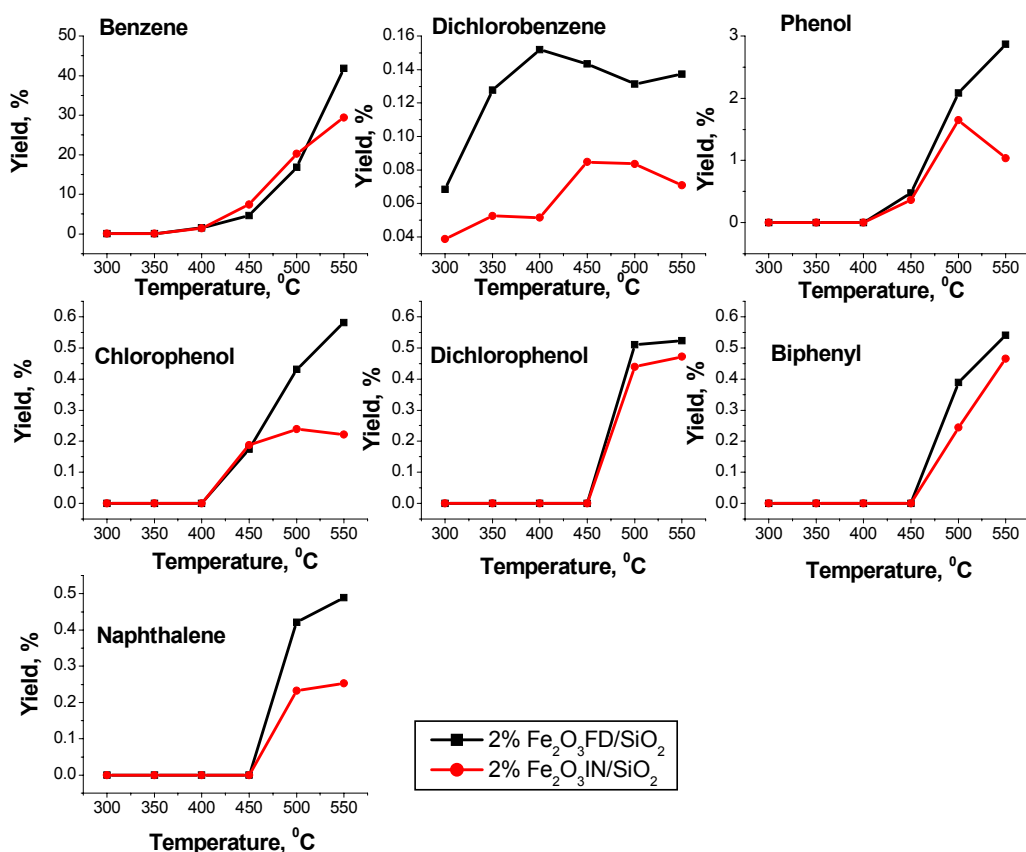 Benzene
Yield, %
50
40
30
20
10
0
300 350 400 450 500 550
Temperature, ⁰C
Dichlorobenzene
Yield, %
0.16
0.14
0.12
0.10
0.08
0.06
0.04
300 350 400 450 500 550
Temperature, ⁰C
Phenol
Yield, %
3
2
1
0
300 350 400 450 500 550
Temperature, ⁰C
Chlorophenol
Yield, %
0.6
0.5
0.4
0.3
0.2
0.1
0.0
300 350 400 450 500 550
Temperature, ⁰C
Dichlorophenol
Yield, %
0.6
0.5
0.4
0.3
0.2
0.1
0.0
300 350 400 450 500 550
Temperature, ⁰C
Biphenyl
Yield, %
0.6
0.5
0.4
0.3
0.2
0.1
0.0
300 350 400 450 500 550
Temperature, ⁰C
Naphthalene
Yield, %
0.5
0.4
0.3
0.2
0.1
0.0
300 350 400 450 500 550
Temperature, ⁰C
2% Fe₂O₃FD/SiO₂
2% Fe₂O₃IN/SiO₂